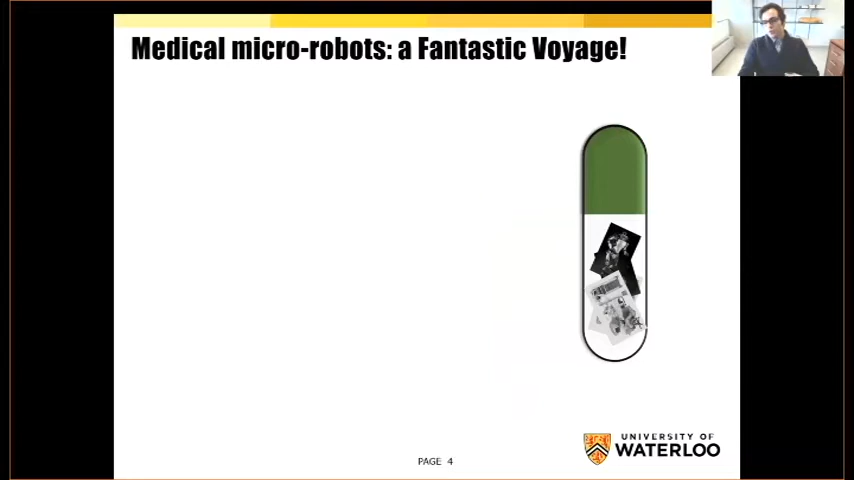 Medical micro-robots: a Fantastic Voyage!
PAGE 4
UNIVERSITY OF
WATERLOO